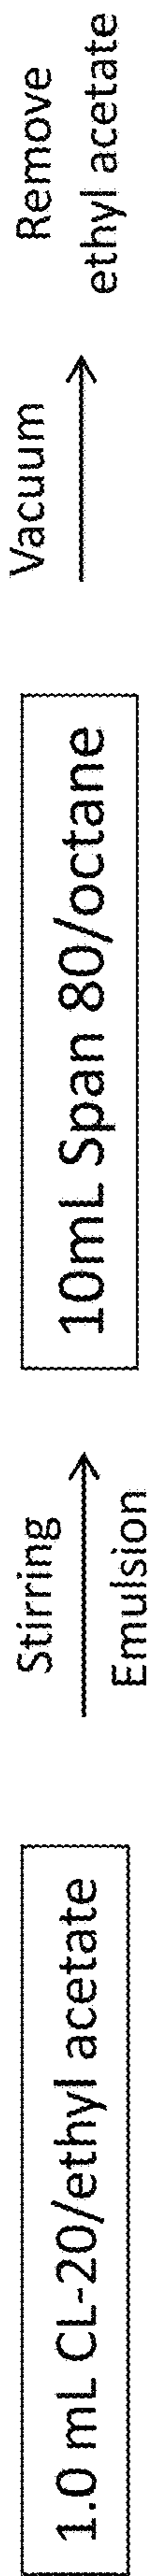 1.0 mL CL-20/ethyl acetate
Stirring
Emulsion
10mL Span 80/octane
Vacuum
Remove
ethyl acetate